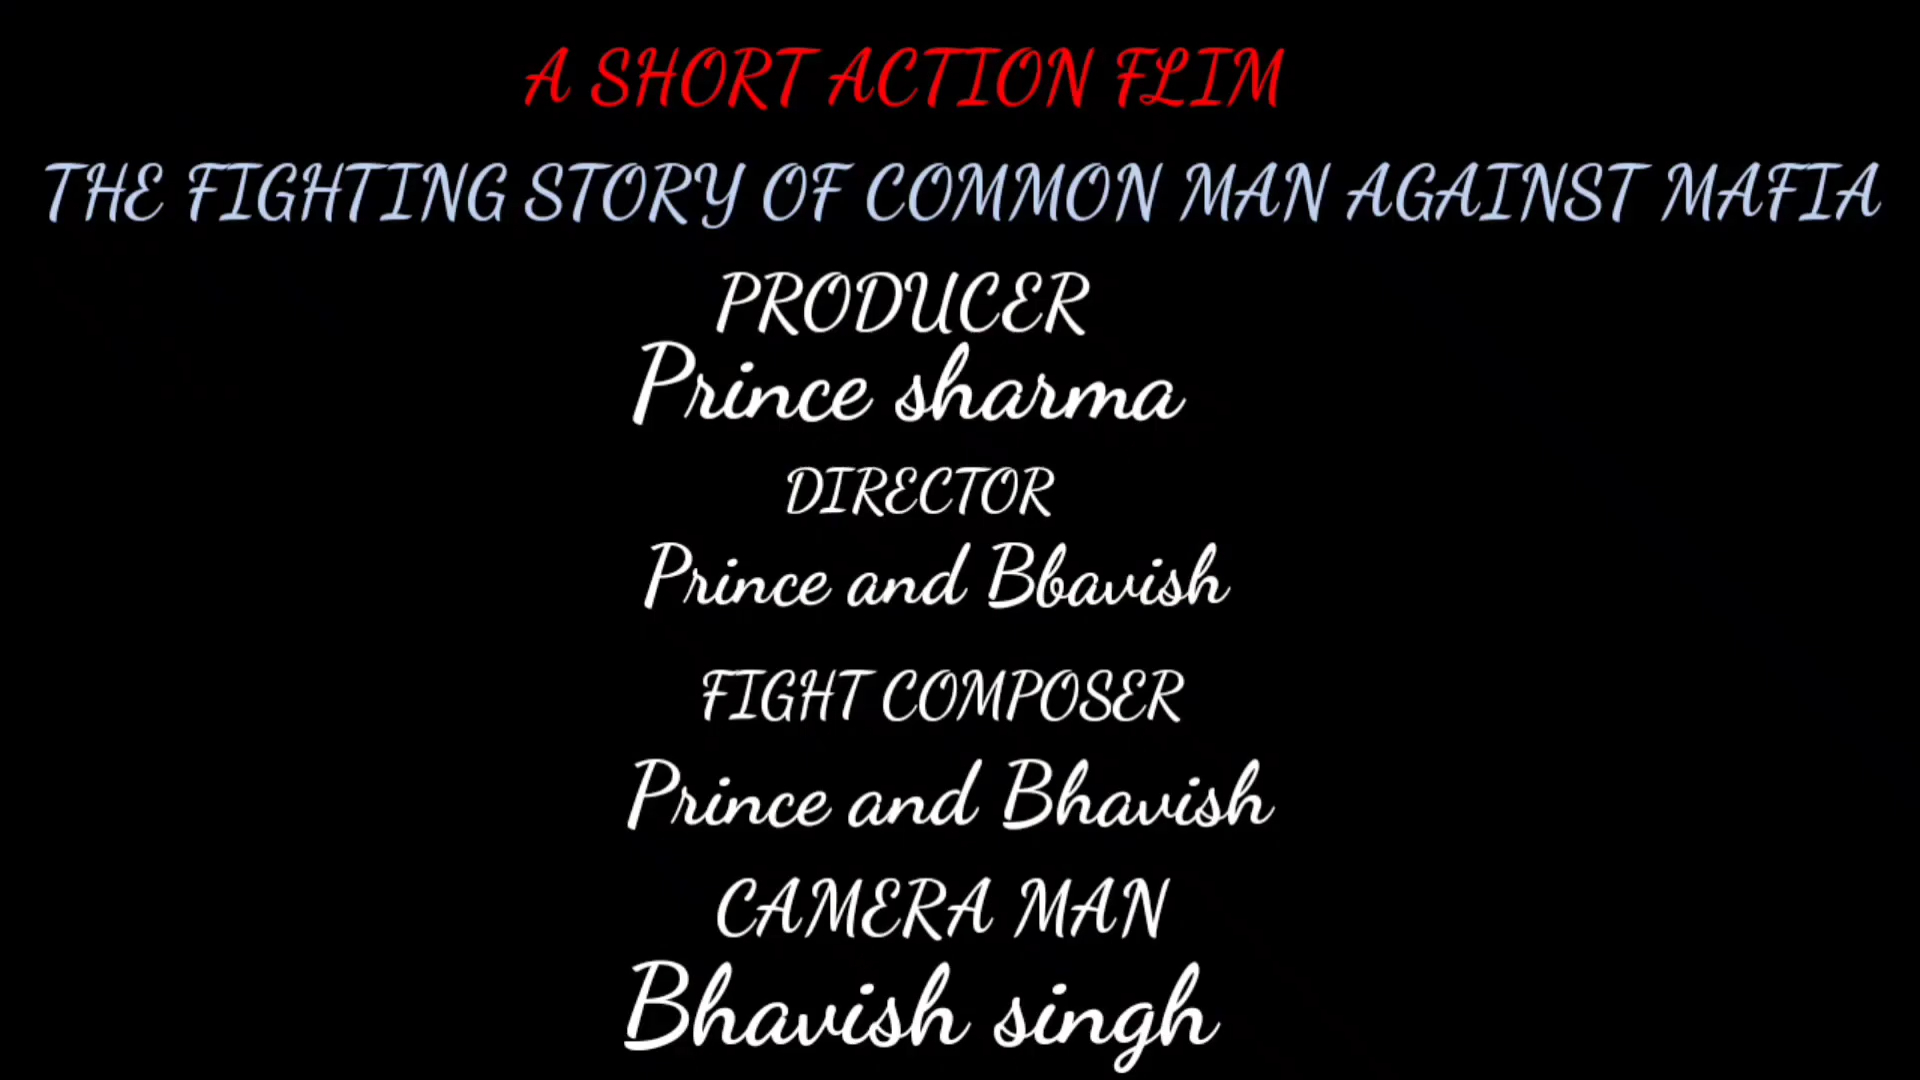 A SHORT ACTION FLIM
THE FIGHTING STORY OF COMMON MAN AGAINST MAFIA
PRODUCER
Prince sharma
DIRECTOR
Prince and Bbavish
FIGHT COMPOSER
Prince and Bhavish
CAMERA MAN
Bhavish singh